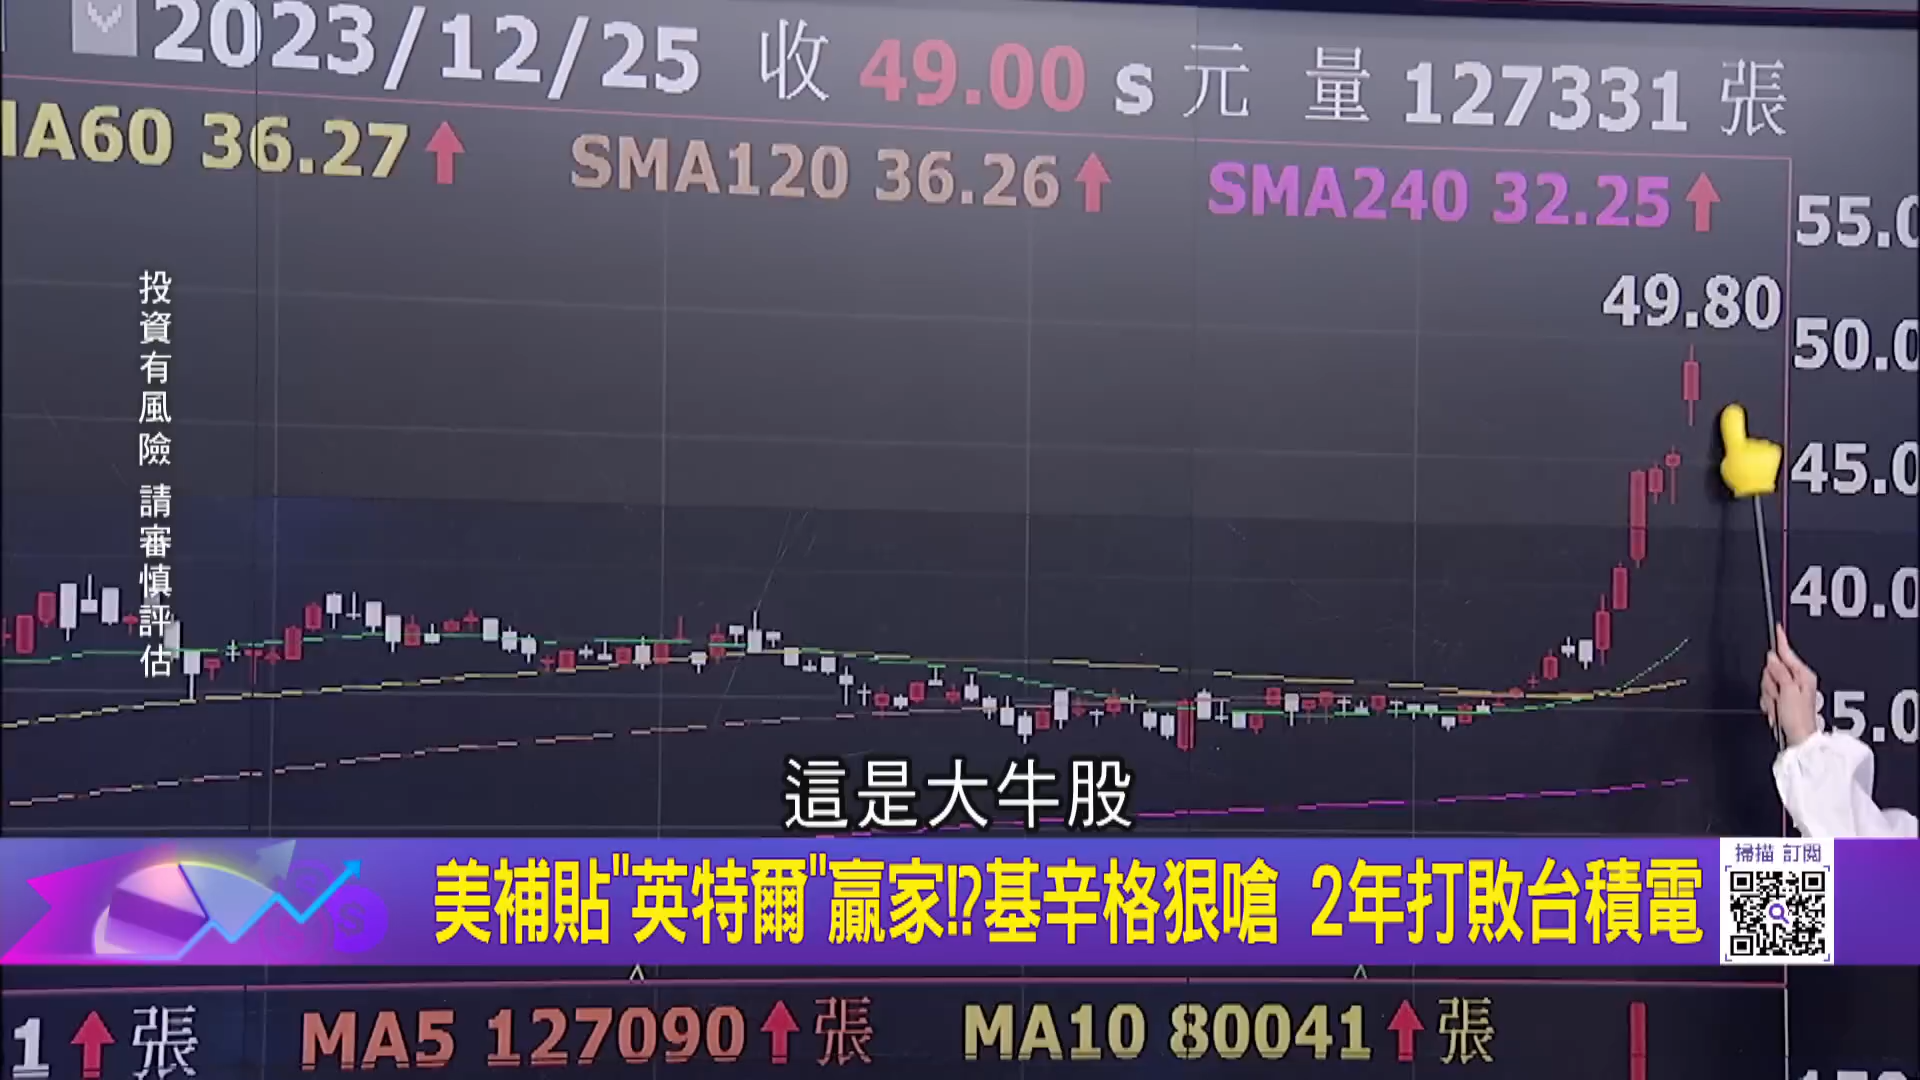 2023/12/25 收 49.00 s 元 量 127331 張
MA60 36.27↑ SMA120 36.26↑ SMA240 32.25↑
55.0
49.80
50.0
45.0
40.0
35.0
投資有風險 請審慎評估
這是大牛股
美補貼"英特爾"贏家!?基辛格狠嗆 2年打敗台積電
掃描 訂閱
1↑張 MA5 127090↑張 MA10 80041↑張